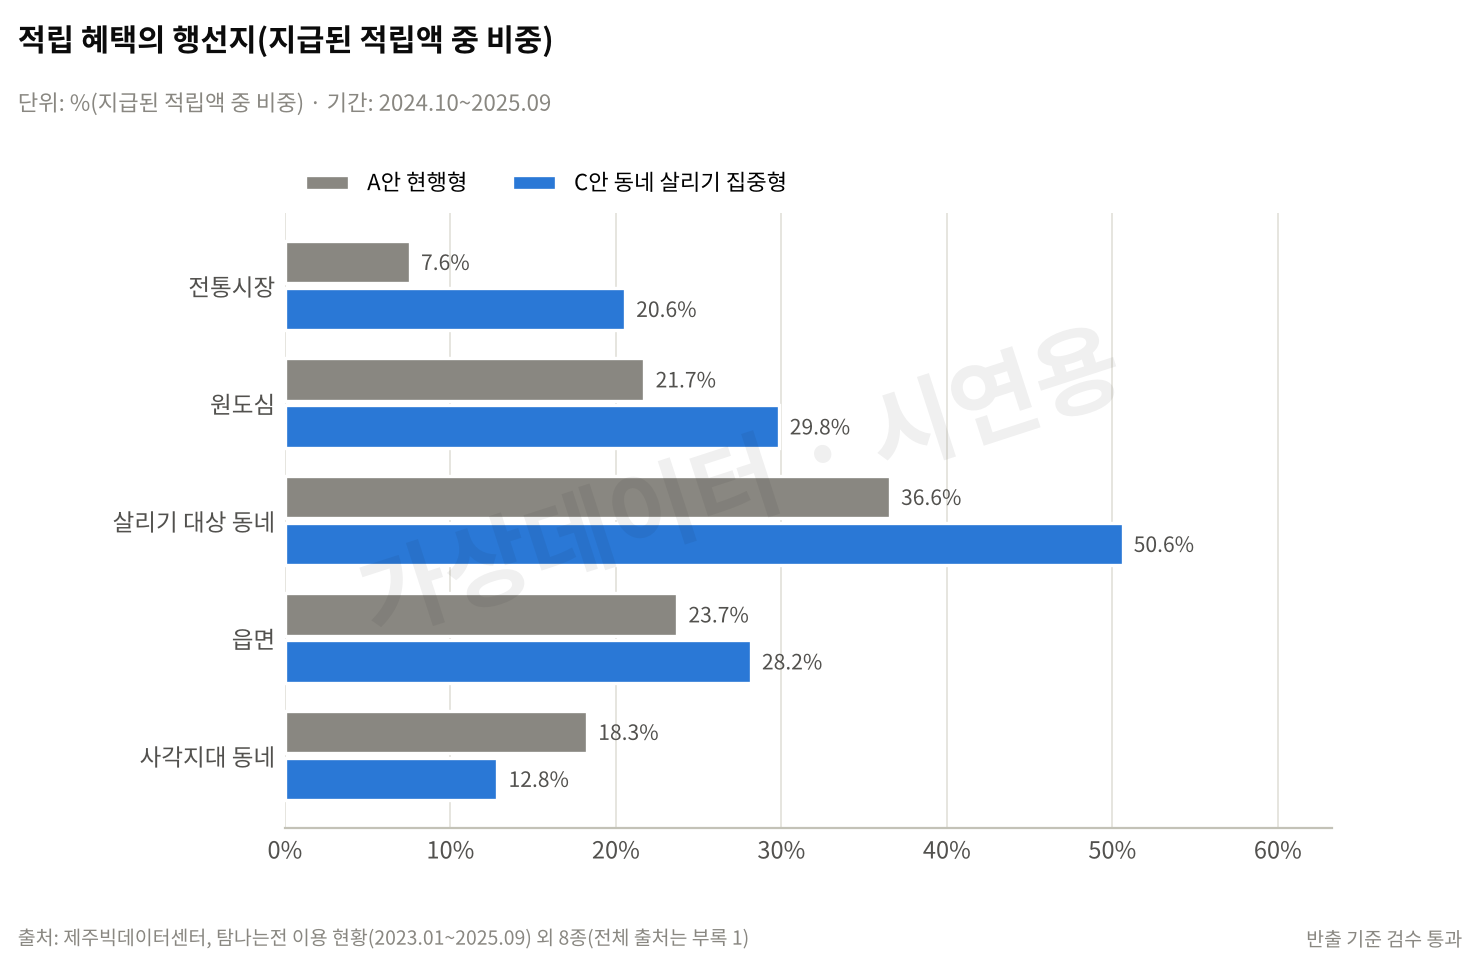 적립 혜택의 행선지(지급된 적립액 중 비중)
단위: %(지급된 적립액 중 비중) · 기간: 2024.10~2025.09
A안 현행형
C안 동네 살리기 집중형
전통시장
7.6%
20.6%
원도심
21.7%
29.8%
살리기 대상 동네
36.6%
50.6%
읍면
23.7%
28.2%
사각지대 동네
18.3%
12.8%
가상데이터 · 시연용
0% 10% 20% 30% 40% 50% 60%
출처: 제주빅데이터센터, 탐나는전 이용 현황(2023.01~2025.09) 외 8종(전체 출처는 부록 1)
반출 기준 검수 통과